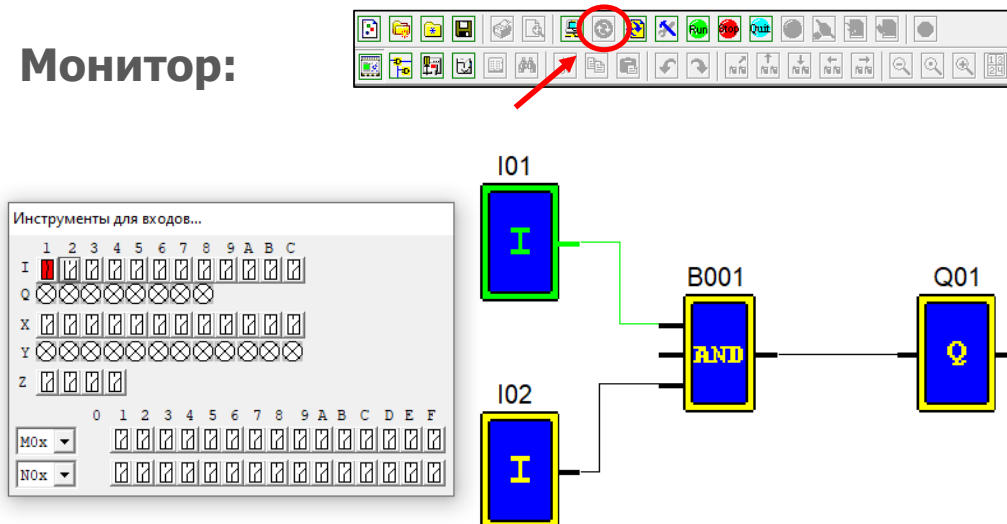 Монитор:
Run Stop Quit
I01
I
B001
AND
Q01
Q
I02
I
Инструменты для входов...
1 2 3 4 5 6 7 8 9 A B C
I
Q
X
Y
Z
0 1 2 3 4 5 6 7 8 9 A B C D E F
M0x
N0x